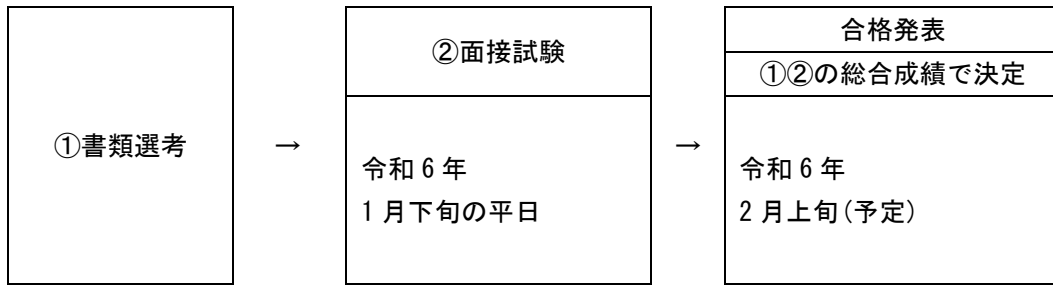 ①書類選考
→
②面接試験
令和6年
1月下旬の平日
→
合格発表
①②の総合成績で決定
令和6年
2月上旬(予定)